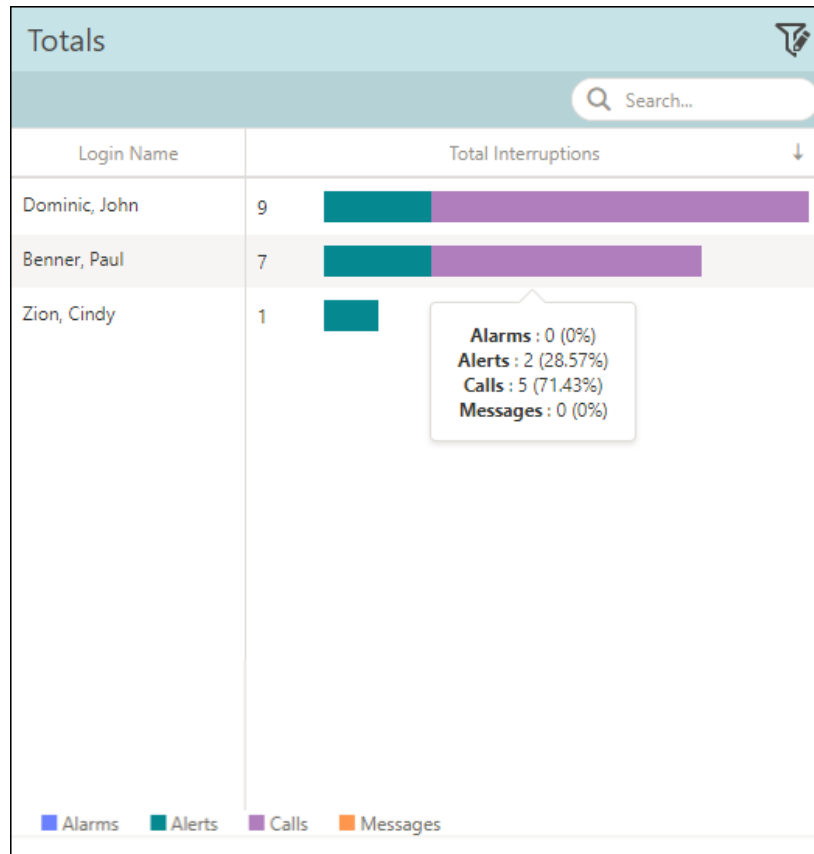 Totals
Search...
Login Name Total Interruptions
Dominic, John 9
Benner, Paul 7
Zion, Cindy 1
Alarms : 0 (0%)
Alerts : 2 (28.57%)
Calls : 5 (71.43%)
Messages : 0 (0%)
Alarms Alerts Calls Messages